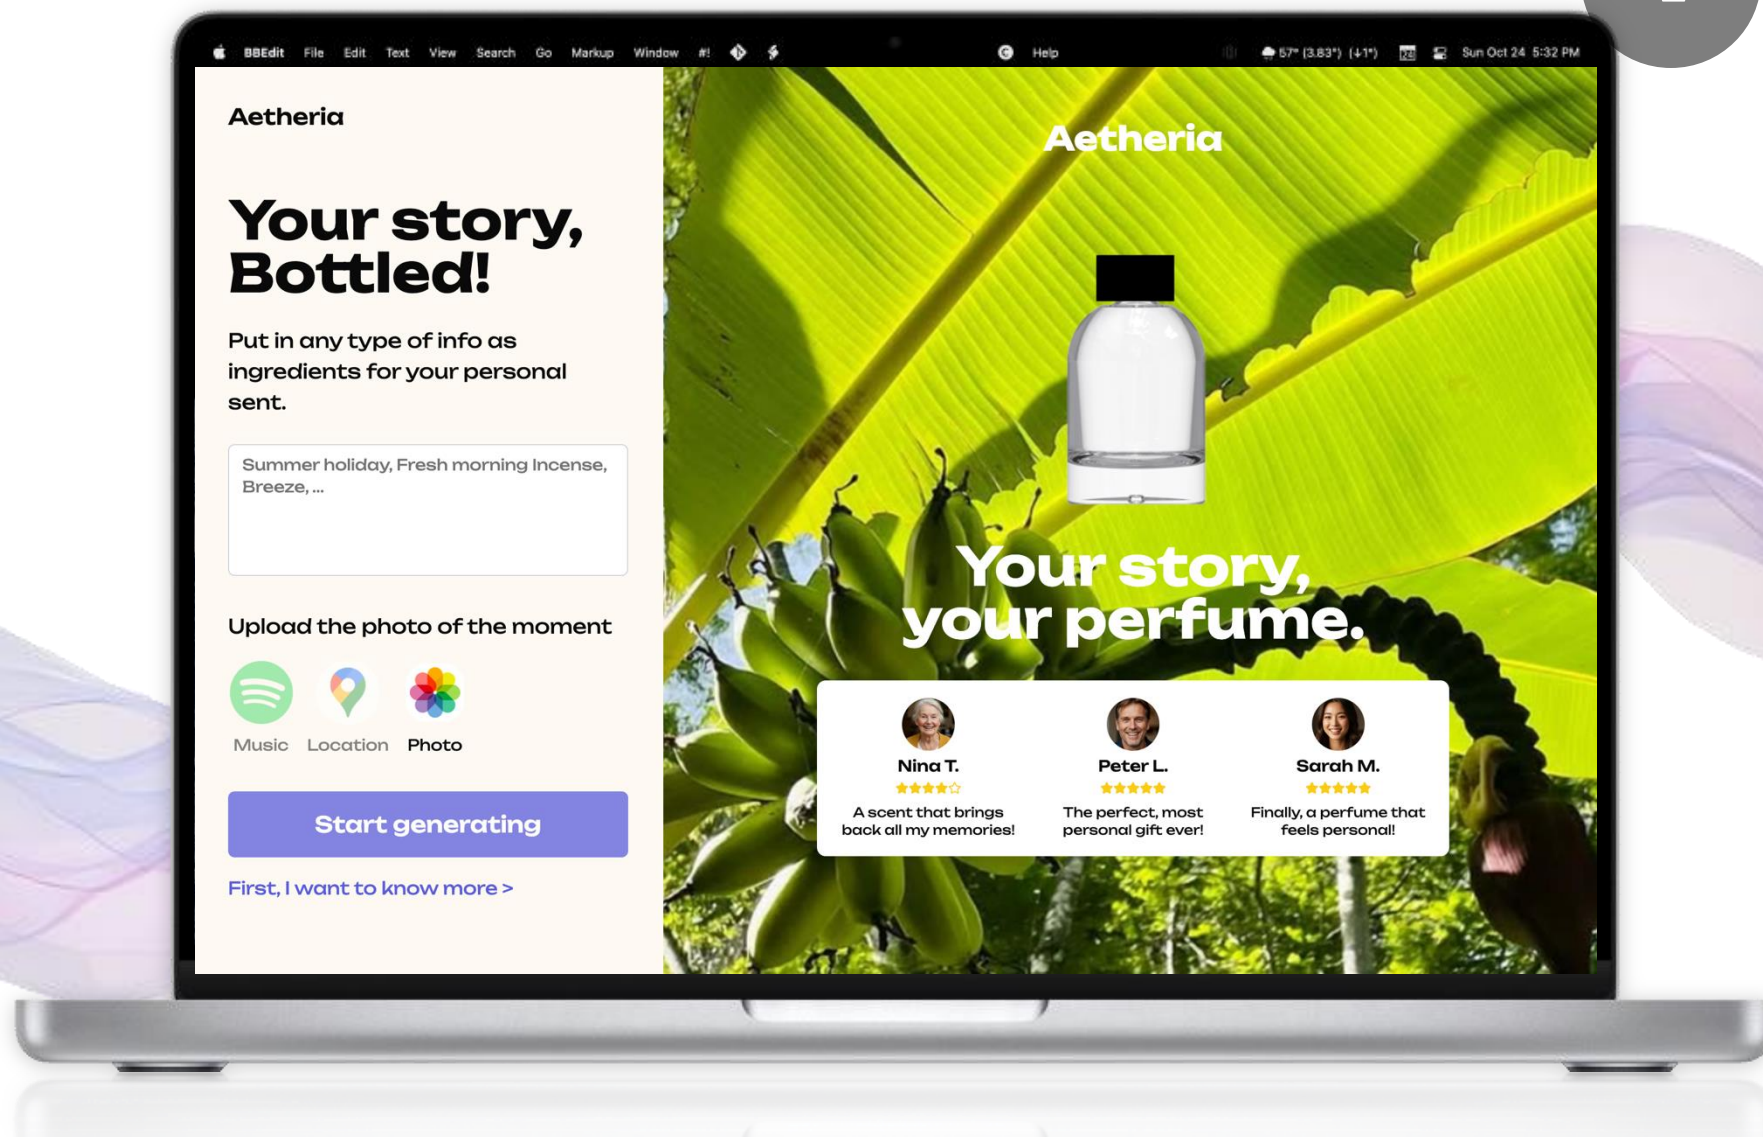 BBEdit File Edit Text View Search Go Markup Window #! Help 57° (3.83") (↓1°) Sun Oct 24 5:32 PM
Aetheria
Your story,
Bottled!
Put in any type of info as
ingredients for your personal
sent.
Summer holiday, Fresh morning Incense,
Breeze, ...
Upload the photo of the moment
Music Location Photo
Start generating
First, I want to know more >
Aetheria
Your story,
your perfume.
Nina T.
A scent that brings
back all my memories!
Peter L.
The perfect, most
personal gift ever!
Sarah M.
Finally, a perfume that
feels personal!